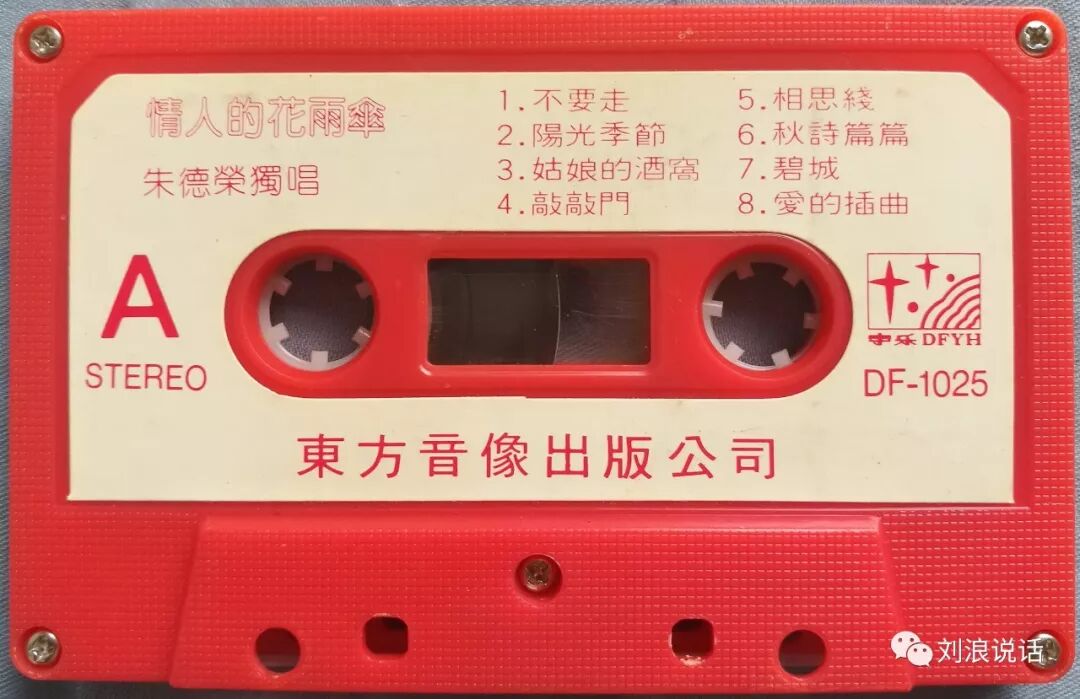 情人的花雨傘
朱德榮獨唱
1.不要走
2.陽光季節
3.姑娘的酒窩
4.敲敲門
5.相思綫
6.秋詩篇篇
7.碧城
8.愛的插曲
A
STEREO
DFYH
DF-1025
東方音像出版公司
刘浪说话